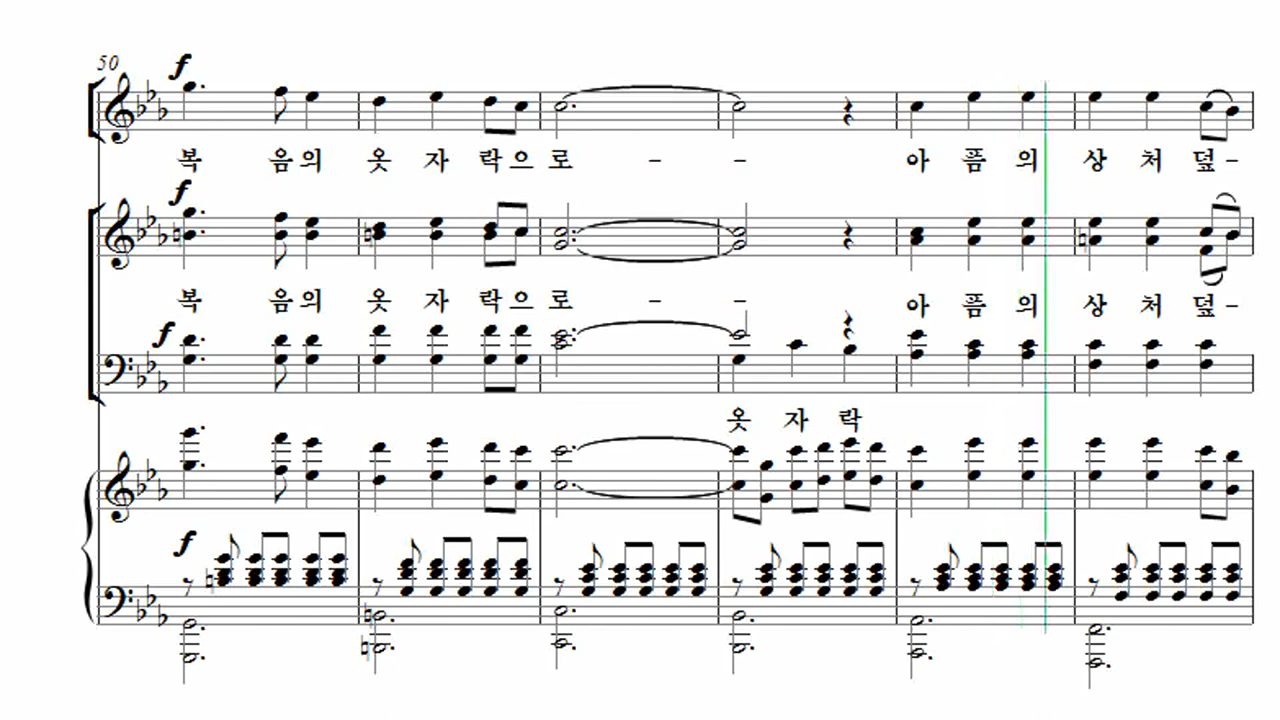 50
f
복 음의 옷 자 락으로 - - 아 픔 의 상 처 덮-
f
복 음의 옷 자 락으로 - - 아 픔 의 상 처 덮-
f
옷 자 락
f